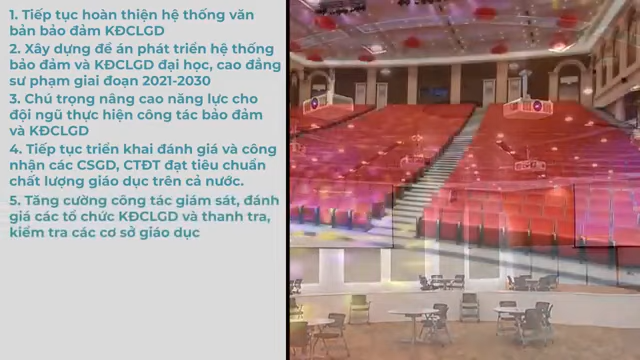 1. Tiếp tục hoàn thiện hệ thống văn
bản bảo đảm KĐCLGD
2. Xây dựng đề án phát triển hệ thống
bảo đảm và KĐCLGD đại học, cao đẳng
sư phạm giai đoạn 2021-2030
3. Chú trọng nâng cao năng lực cho
đội ngũ thực hiện công tác bảo đảm
và KĐCLGD
4. Tiếp tục triển khai đánh giá và công
nhận các CSGD, CTĐT đạt tiêu chuẩn
chất lượng giáo dục trên cả nước.
5. Tăng cường công tác giám sát, đánh
giá các tổ chức KĐCLGD và thanh tra,
kiểm tra các cơ sở giáo dục